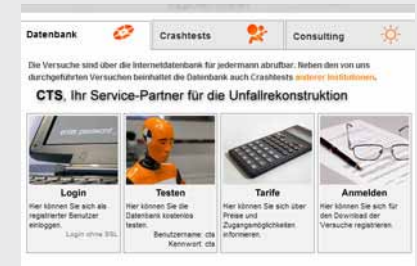 Datenbank
Crashtests
Consulting
Die Versuche sind über die Internetdatenbank für jedermann abrufbar. Neben den von uns
durchgeführten Versuchen beinhaltet die Datenbank auch Crashtests anderer Institutionen.
CTS, Ihr Service-Partner für die Unfallrekonstruktion
enter password_
Login
Hier können Sie sich als
registrierter Benutzer
einloggen.
Login ohne SSL
Testen
Hier können Sie die
Datenbank kostenlos
testen.
Benutzername: cts
Kennwort: cts
Tarife
Hier können Sie sich über
Preise und
Zugangsmöglichkeiten
informieren.
Anmelden
Hier können Sie sich für
den Download der
Versuche registrieren.